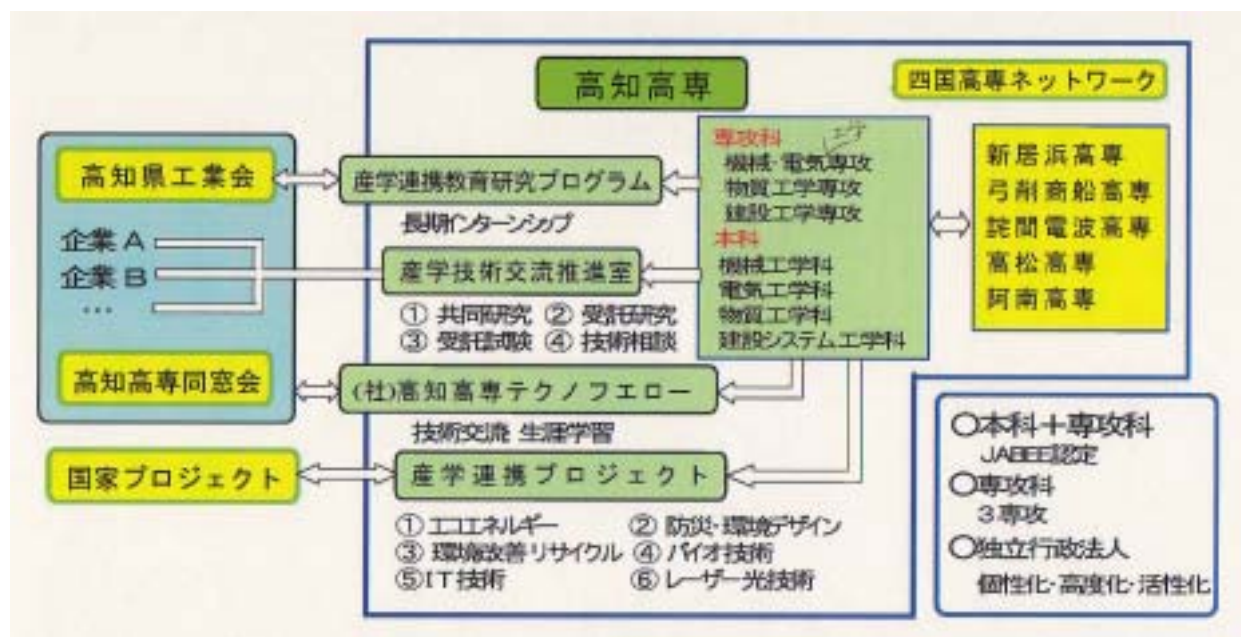 高知高専
四国高専ネットワーク
高知県工業会
企業 A
企業 B
…
高知高専同窓会
国家プロジェクト
産学連携教育研究プログラム
長期インターンシップ
産学技術交流推進室
① 共同研究 ② 受託研究
③ 受託試験 ④ 技術相談
(社)高知高専テクノフエロー
技術交流 生涯学習
産学連携プロジェクト
① エコエネルギー ② 防災・環境デザイン
③ 環境改善リサイクル ④ バイオ技術
⑤IT技術 ⑥ レーザー光技術
専攻科
工学
機械・電気専攻
物質工学専攻
建設工学専攻
本科
機械工学科
電気工学科
物質工学科
建設システム工学科
新居浜高専
弓削商船高専
詫間電波高専
高松高専
阿南高専
○本科＋専攻科
JABEE認定
○専攻科
3専攻
○独立行政法人
個性化・高度化・活性化